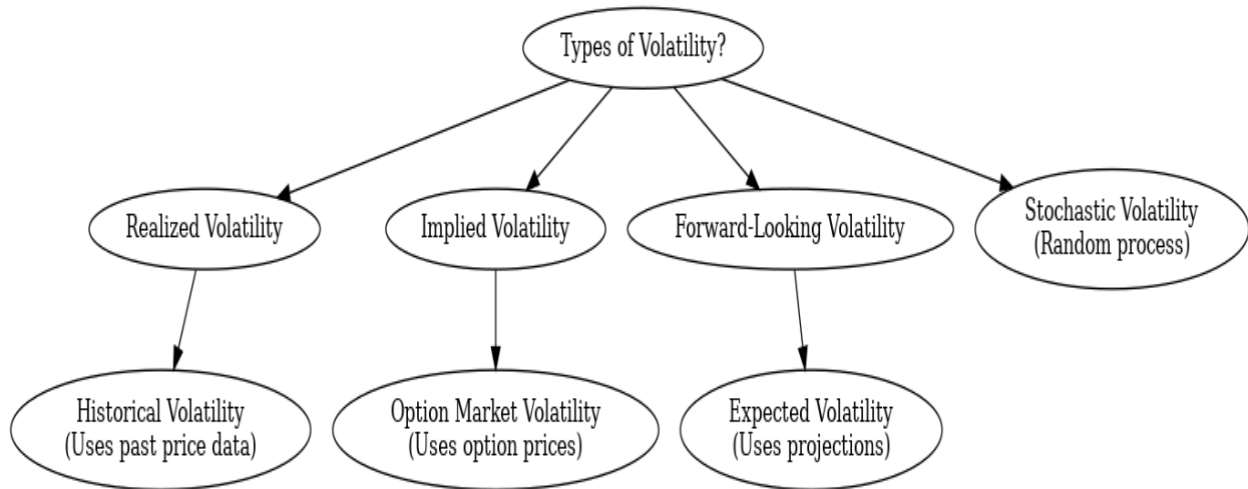 Types of Volatility?
Realized Volatility
Implied Volatility
Forward-Looking Volatility
Stochastic Volatility
(Random process)
Historical Volatility
(Uses past price data)
Option Market Volatility
(Uses option prices)
Expected Volatility
(Uses projections)